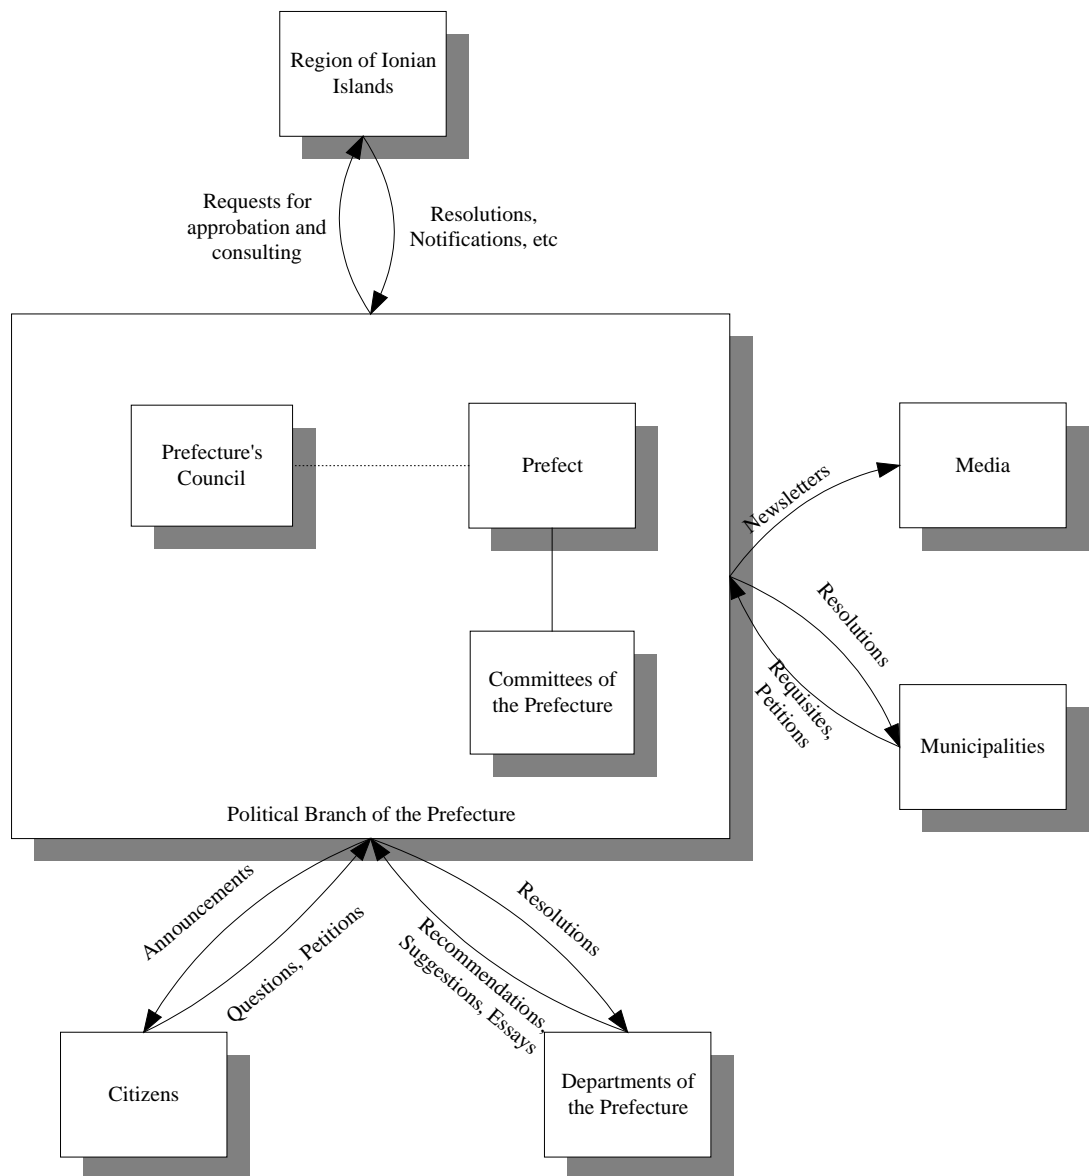 Region of Ionian
Islands
Requests for
approbation and
consulting
Resolutions,
Notifications, etc
Prefecture's
Council
Prefect
Media
Newsletters
Resolutions
Requisites,
Petitions
Committees of
the Prefecture
Municipalities
Political Branch of the Prefecture
Announcements
Questions, Petitions
Resolutions
Recommendations,
Suggestions, Essays
Citizens
Departments of
the Prefecture